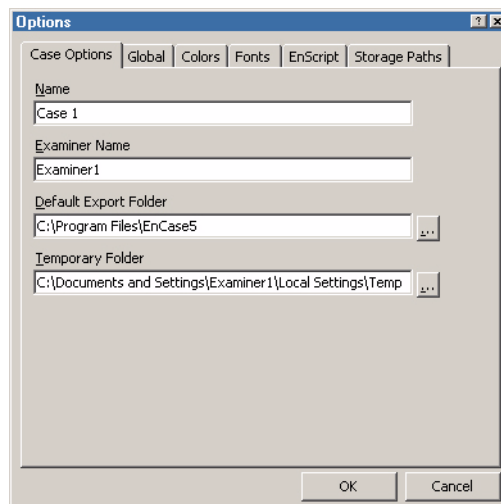 Options
Case Options Global Colors Fonts EnScript Storage Paths
Name
Case 1
Examiner Name
Examiner1
Default Export Folder
C:\Program Files\EnCase5
...
Temporary Folder
C:\Documents and Settings\Examiner1\Local Settings\Temp
...
OK Cancel